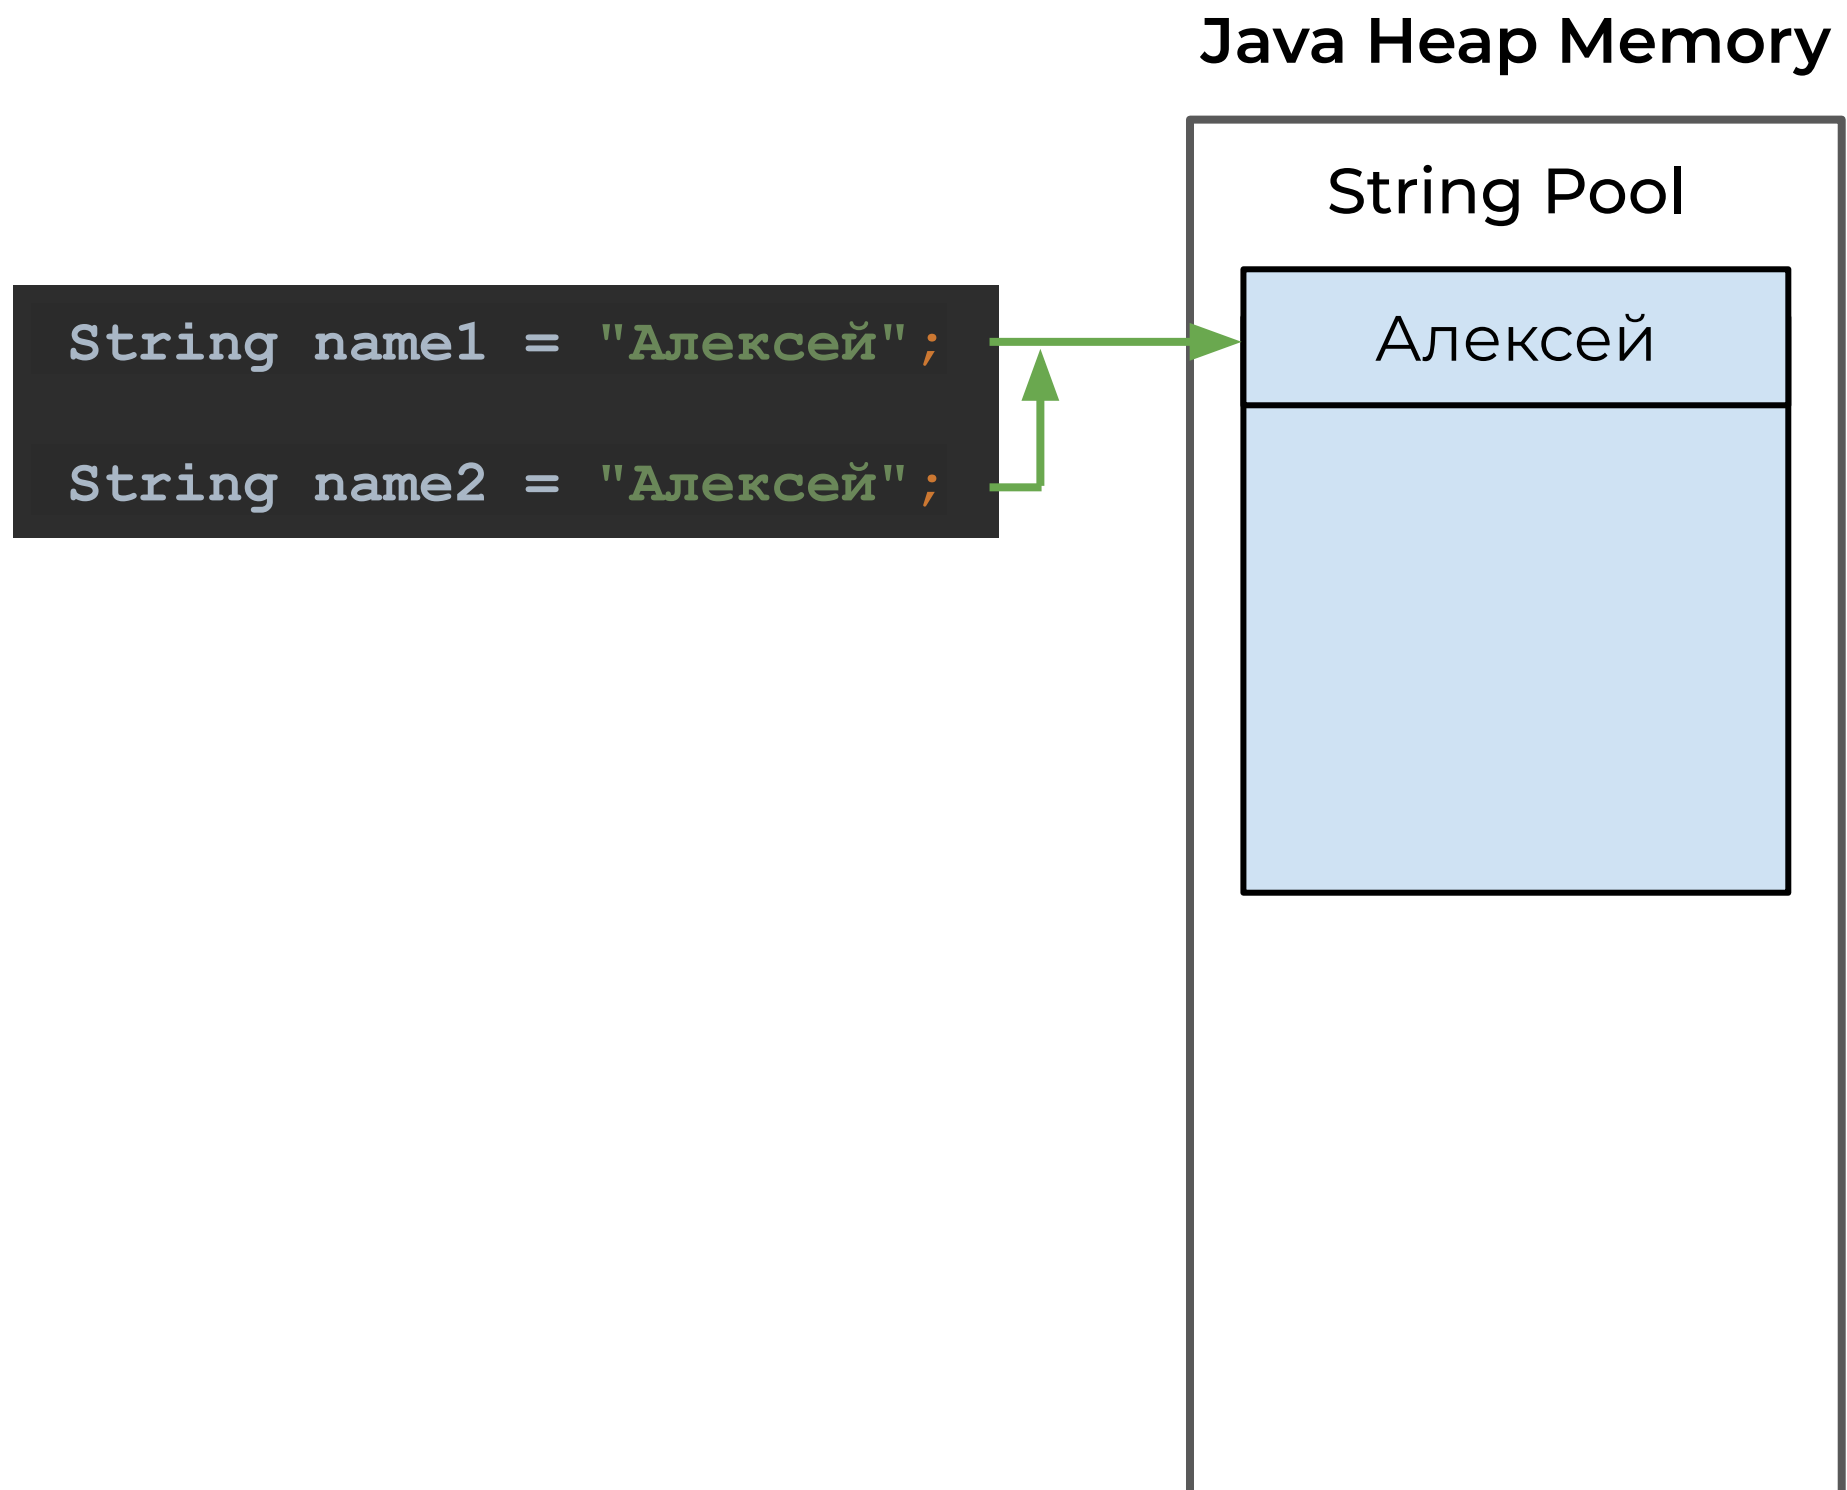 Java Heap Memory
String Pool
String name1 = "Алексей";
Алексей
String name2 = "Алексей";